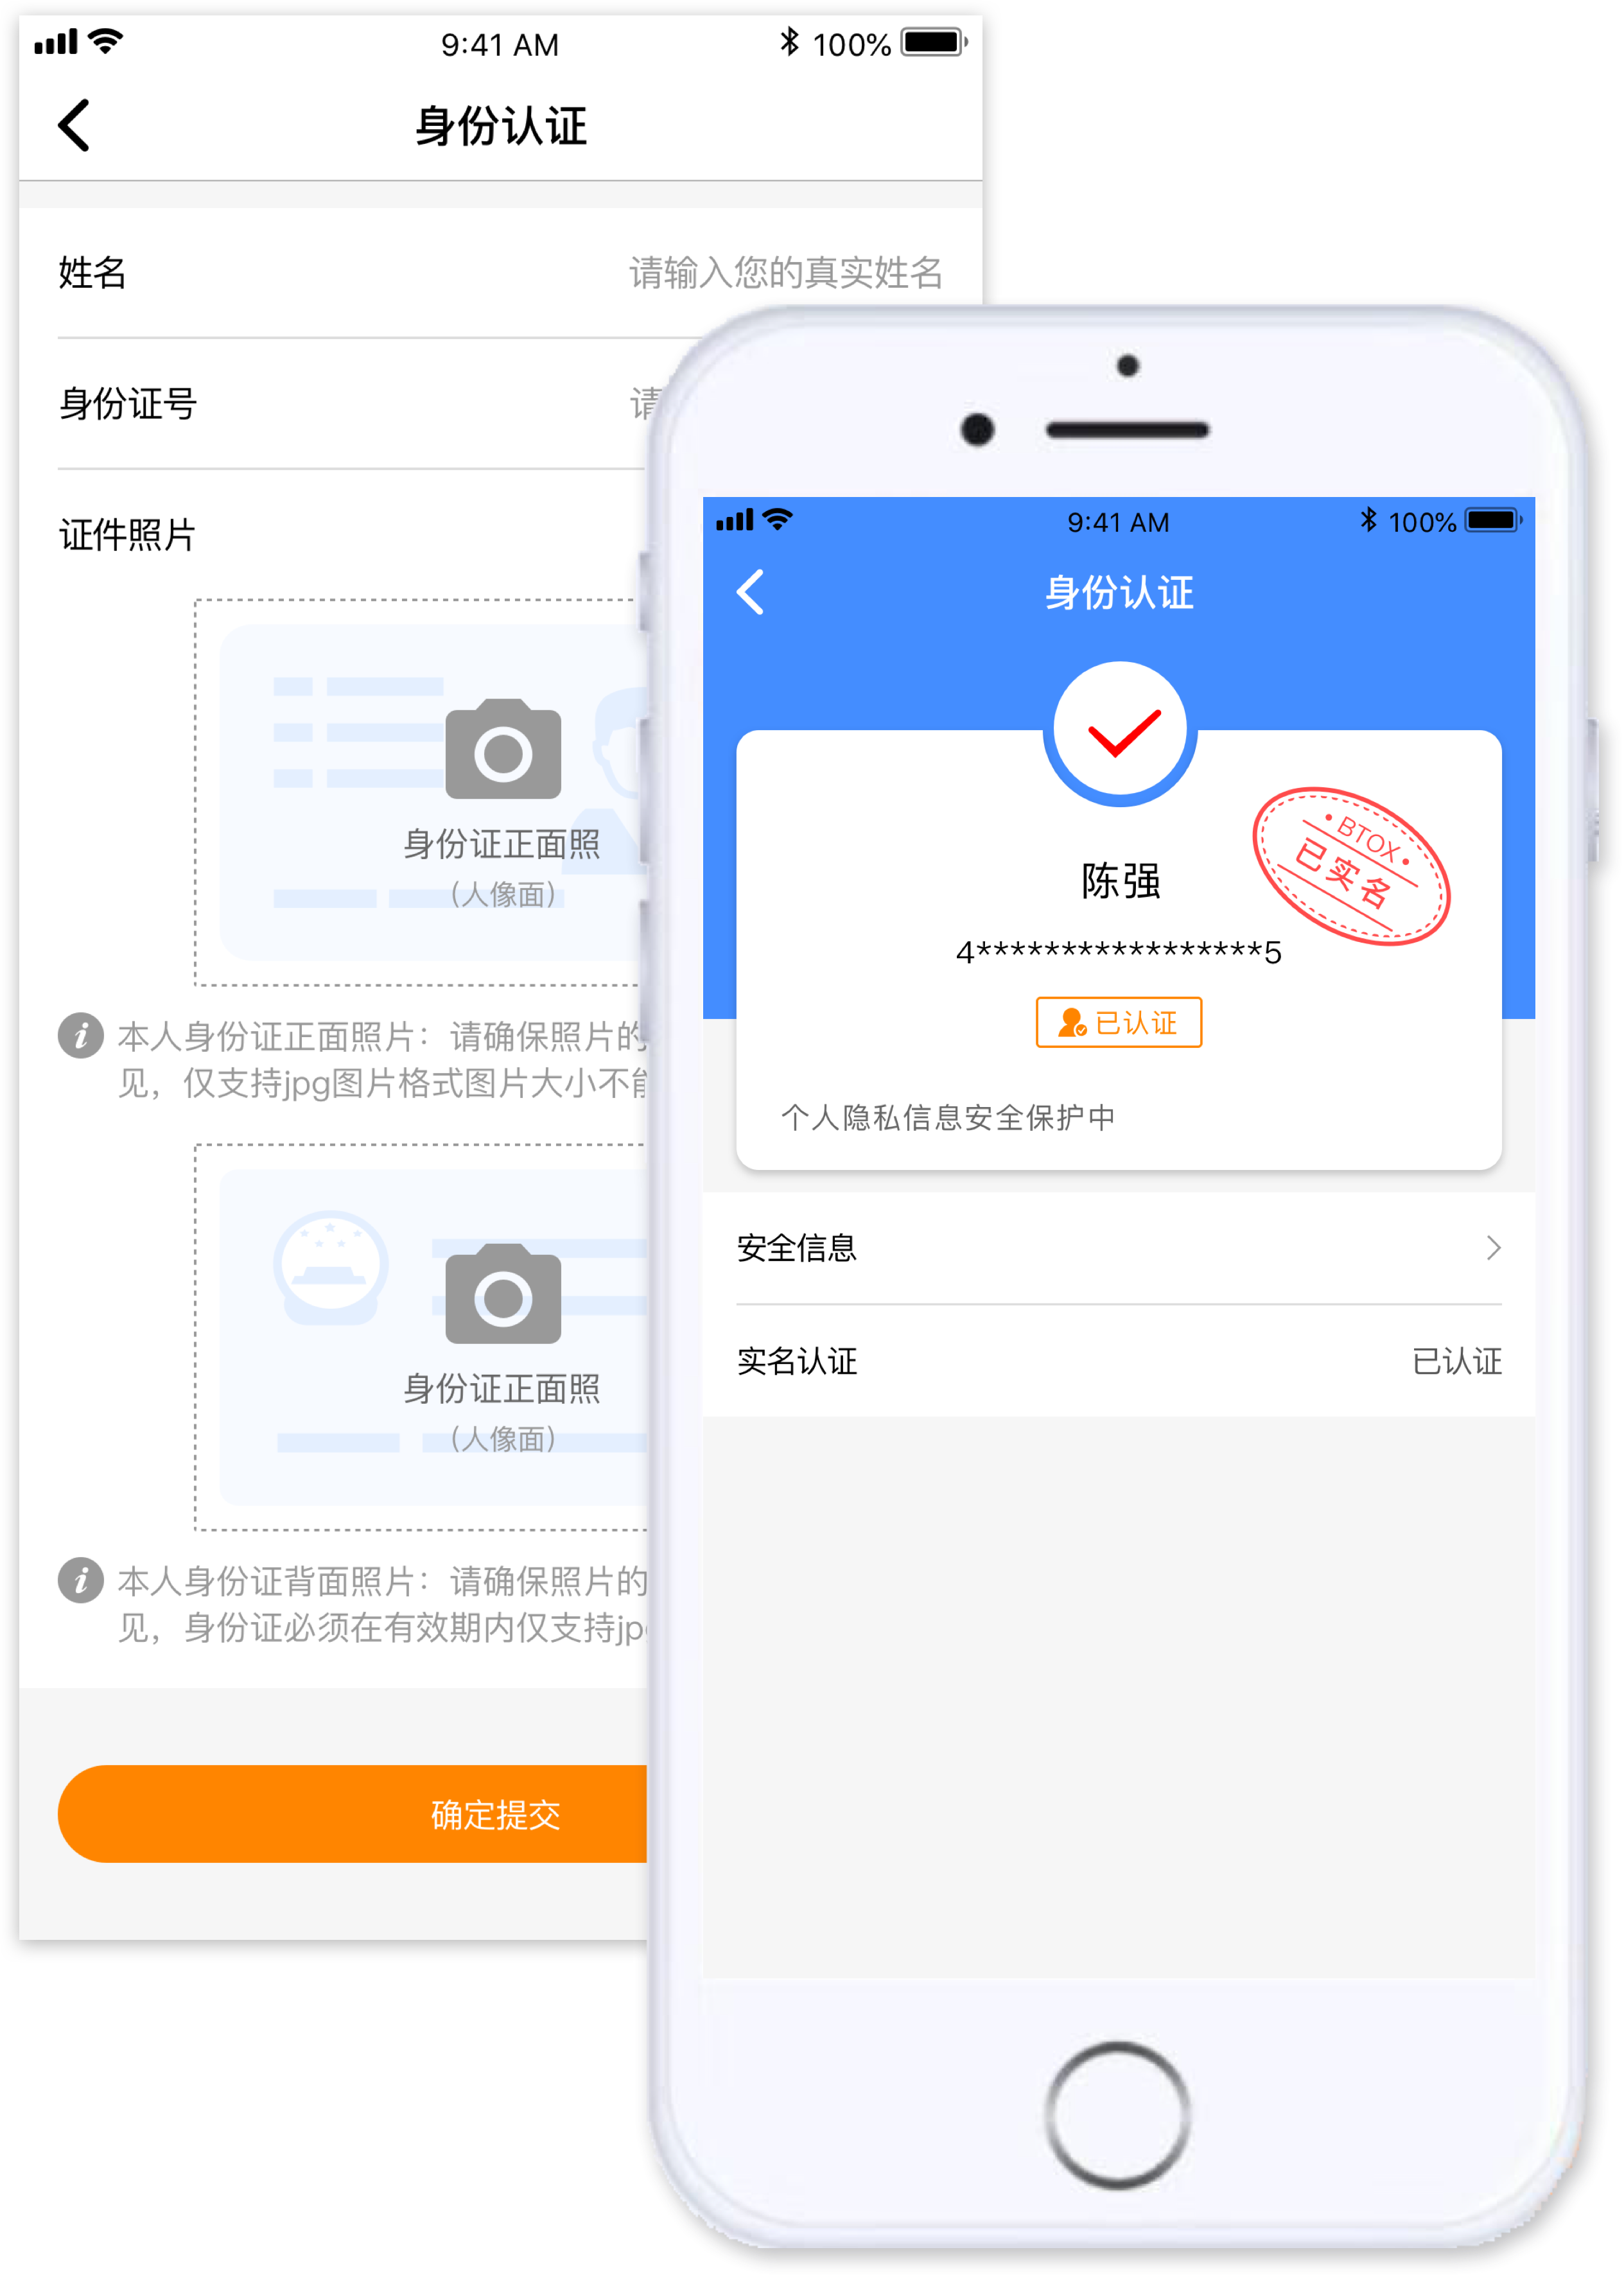 9:41 AM
100%
身份认证
姓名
请输入您的真实姓名
身份证号
请
证件照片
身份证正面照
(人像面)
本人身份证正面照片：请确保照片的
见，仅支持jpg图片格式图片大小不能
身份证正面照
(人像面)
本人身份证背面照片：请确保照片的
见，身份证必须在有效期内仅支持jpg
确定提交
9:41 AM
100%
身份认证
BTOX
已实名
陈强
4*****************5
已认证
个人隐私信息安全保护中
安全信息
实名认证
已认证